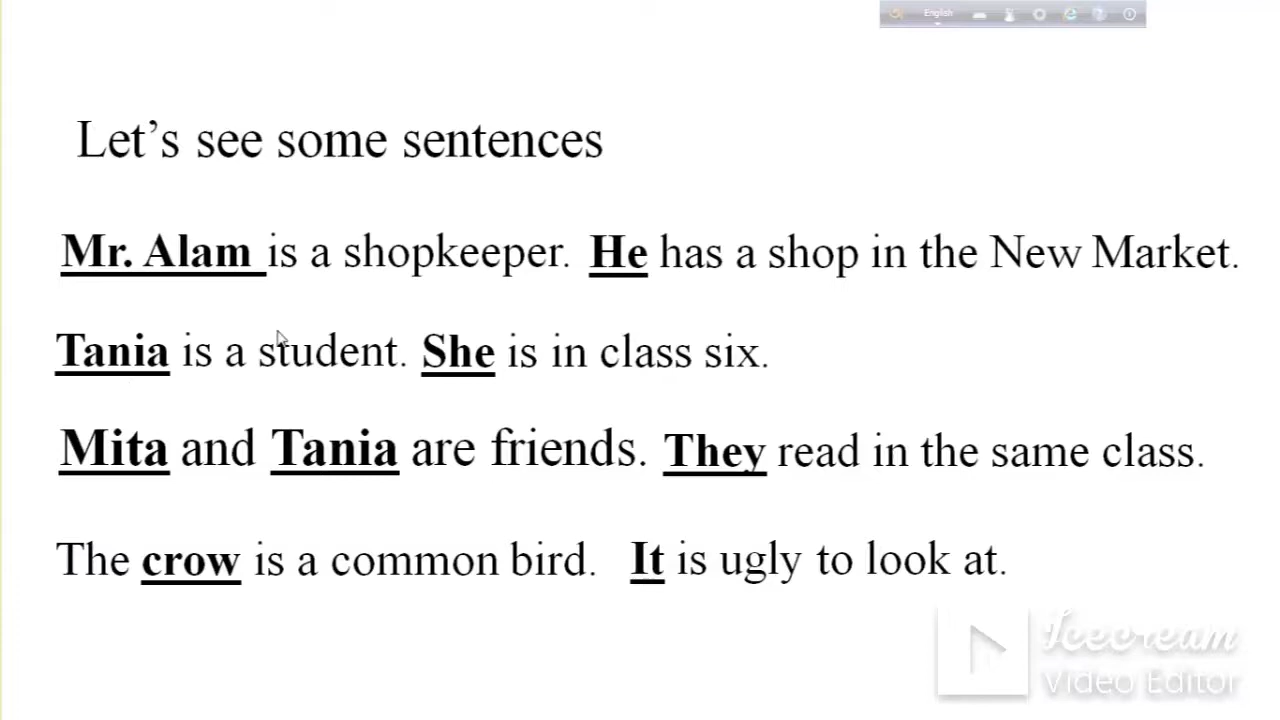 English
Let's see some sentences
Mr. Alam is a shopkeeper. He has a shop in the New Market.
Tania is a student. She is in class six.
Mita and Tania are friends. They read in the same class.
The crow is a common bird. It is ugly to look at.
Icecream
Video Editor